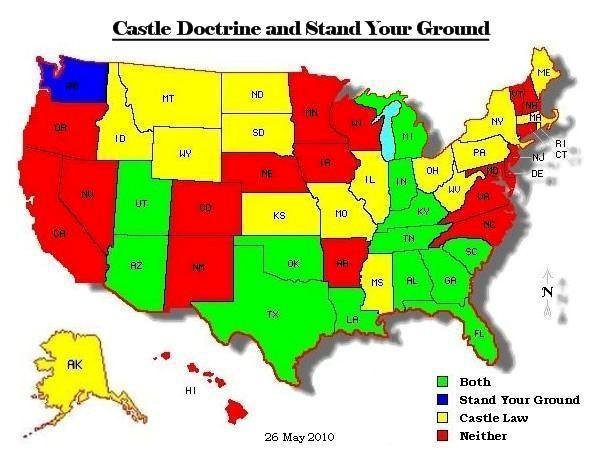 Castle Doctrine and Stand Your Ground
WA
MT
ND
MN
ME
VT
NH
OR
ID
SD
WI
MI
NY
MA
WY
RI
CT
IA
PA
NJ
NE
OH
MD
DE
NV
UT
CO
IL
IN
WV
VA
KS
MO
KY
CA
NC
TN
AZ
NM
OK
AR
SC
MS
AL
GA
TX
LA
FL
AK
N
HI
Both
Stand Your Ground
Castle Law
Neither
26 May 2010